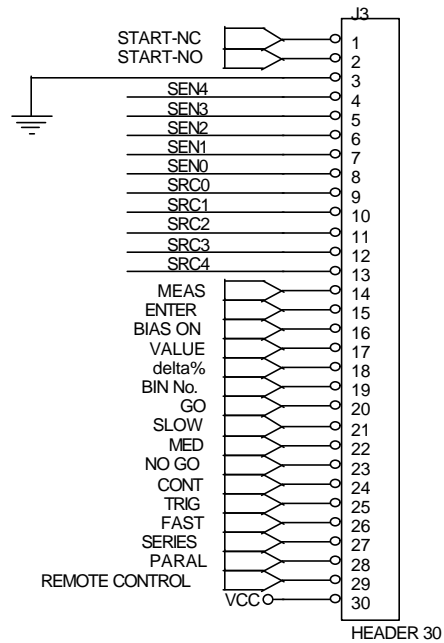 J3
START-NC 1
START-NO 2
3
SEN4 4
SEN3 5
SEN2 6
SEN1 7
SEN0 8
SRC0 9
SRC1 10
SRC2 11
SRC3 12
SRC4 13
MEAS 14
ENTER 15
BIAS ON 16
VALUE 17
delta% 18
BIN No. 19
GO 20
SLOW 21
MED 22
NO GO 23
CONT 24
TRIG 25
FAST 26
SERIES 27
PARAL 28
REMOTE CONTROL 29
VCC 30
HEADER 30